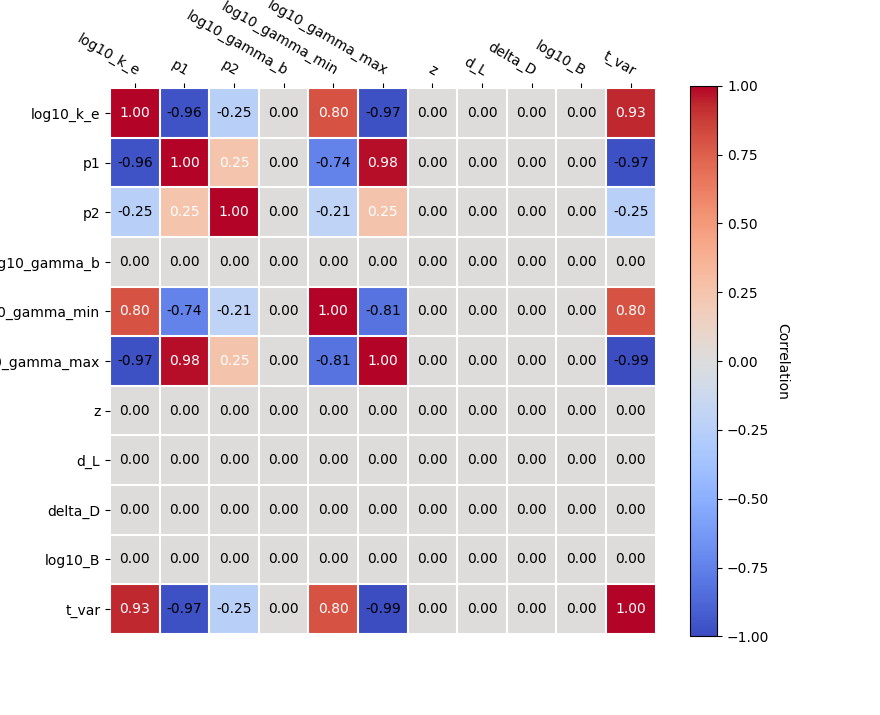 log10_k_e p1 p2 log10_gamma_b log10_gamma_min log10_gamma_max z d_L delta_D log10_B t_var
log10_k_e 1.00 -0.96 -0.25 0.00 0.80 -0.97 0.00 0.00 0.00 0.00 0.93
p1 -0.96 1.00 0.25 0.00 -0.74 0.98 0.00 0.00 0.00 0.00 -0.97
p2 -0.25 0.25 1.00 0.00 -0.21 0.25 0.00 0.00 0.00 0.00 -0.25
g10_gamma_b 0.00 0.00 0.00 0.00 0.00 0.00 0.00 0.00 0.00 0.00 0.00
0_gamma_min 0.80 -0.74 -0.21 0.00 1.00 -0.81 0.00 0.00 0.00 0.00 0.80
_gamma_max -0.97 0.98 0.25 0.00 -0.81 1.00 0.00 0.00 0.00 0.00 -0.99
z 0.00 0.00 0.00 0.00 0.00 0.00 0.00 0.00 0.00 0.00 0.00
d_L 0.00 0.00 0.00 0.00 0.00 0.00 0.00 0.00 0.00 0.00 0.00
delta_D 0.00 0.00 0.00 0.00 0.00 0.00 0.00 0.00 0.00 0.00 0.00
log10_B 0.00 0.00 0.00 0.00 0.00 0.00 0.00 0.00 0.00 0.00 0.00
t_var 0.93 -0.97 -0.25 0.00 0.80 -0.99 0.00 0.00 0.00 0.00 1.00
1.00
0.75
0.50
0.25
0.00
−0.25
−0.50
−0.75
−1.00
Correlation